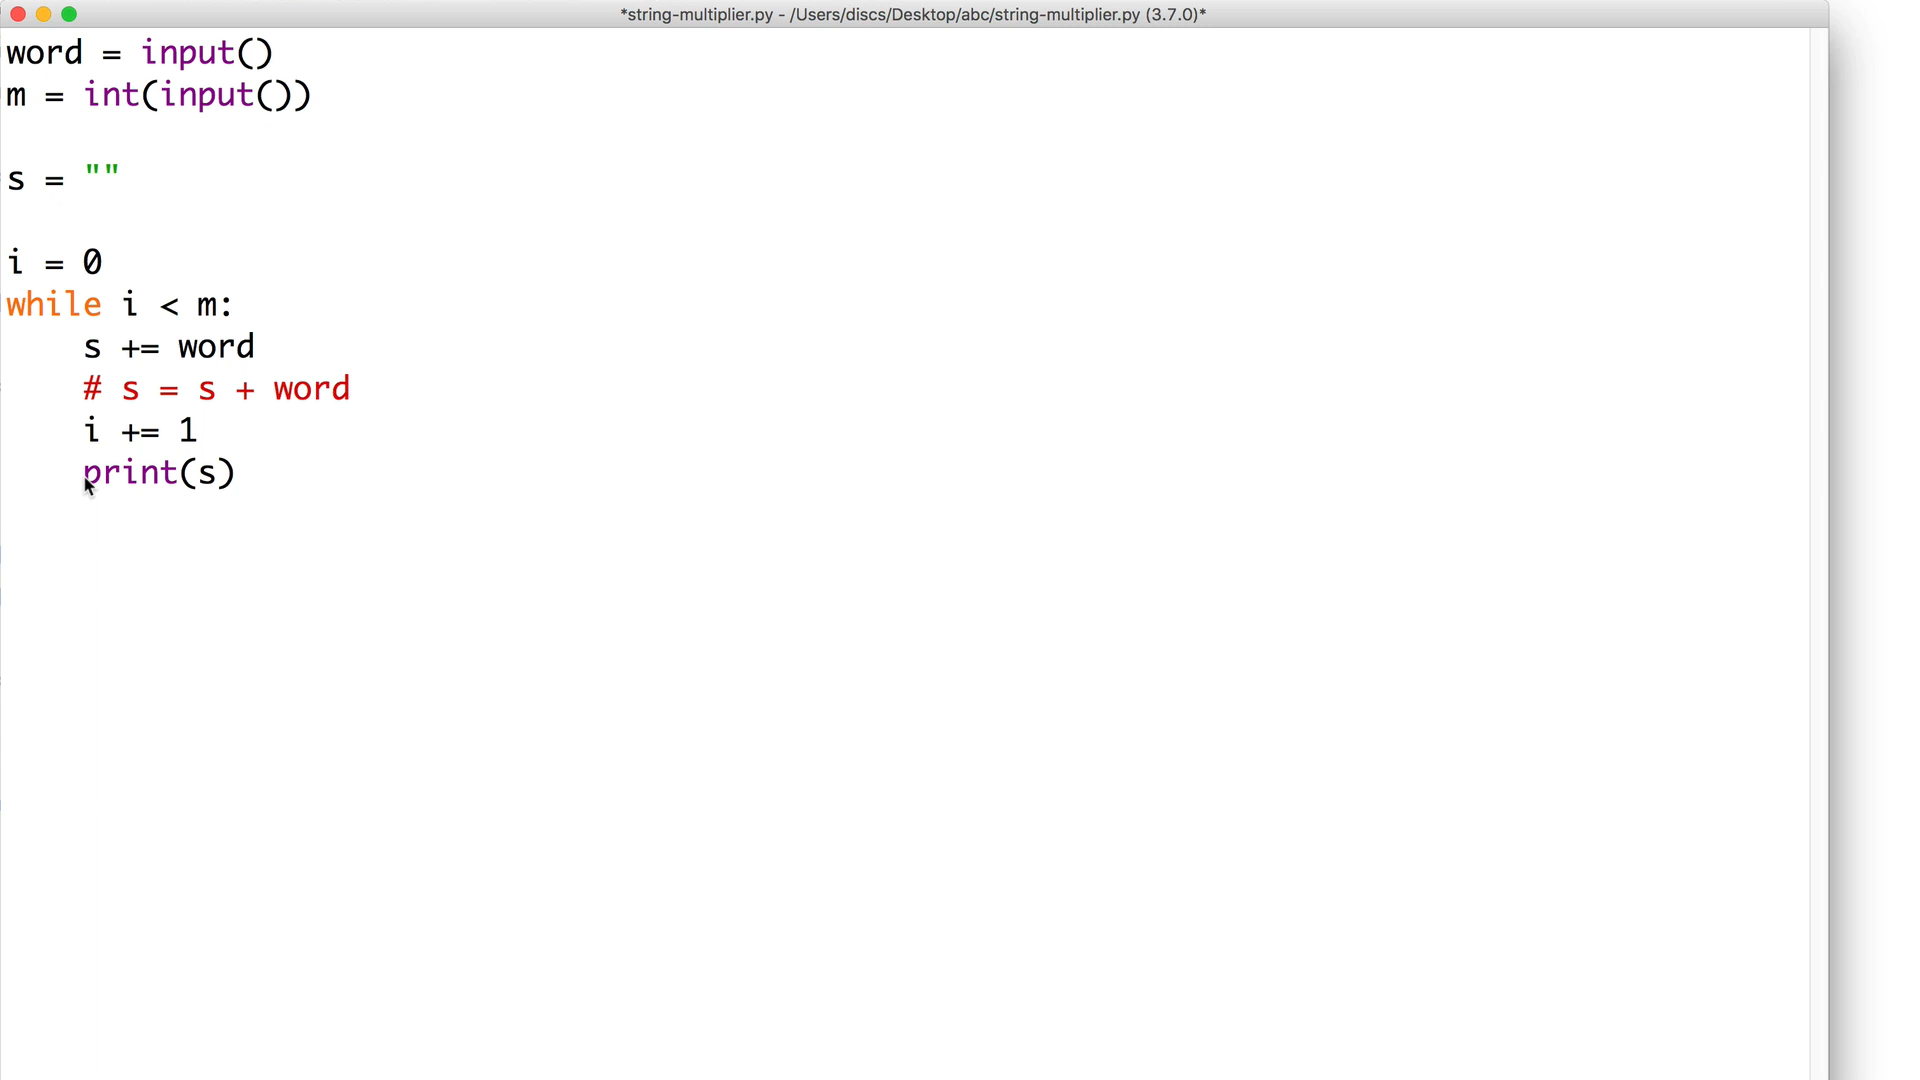 *string-multiplier.py - /Users/discs/Desktop/abc/string-multiplier.py (3.7.0)*
word = input()
m = int(input())
s = ""
i = 0
while i < m:
    s += word
    # s = s + word
    i += 1
    print(s)